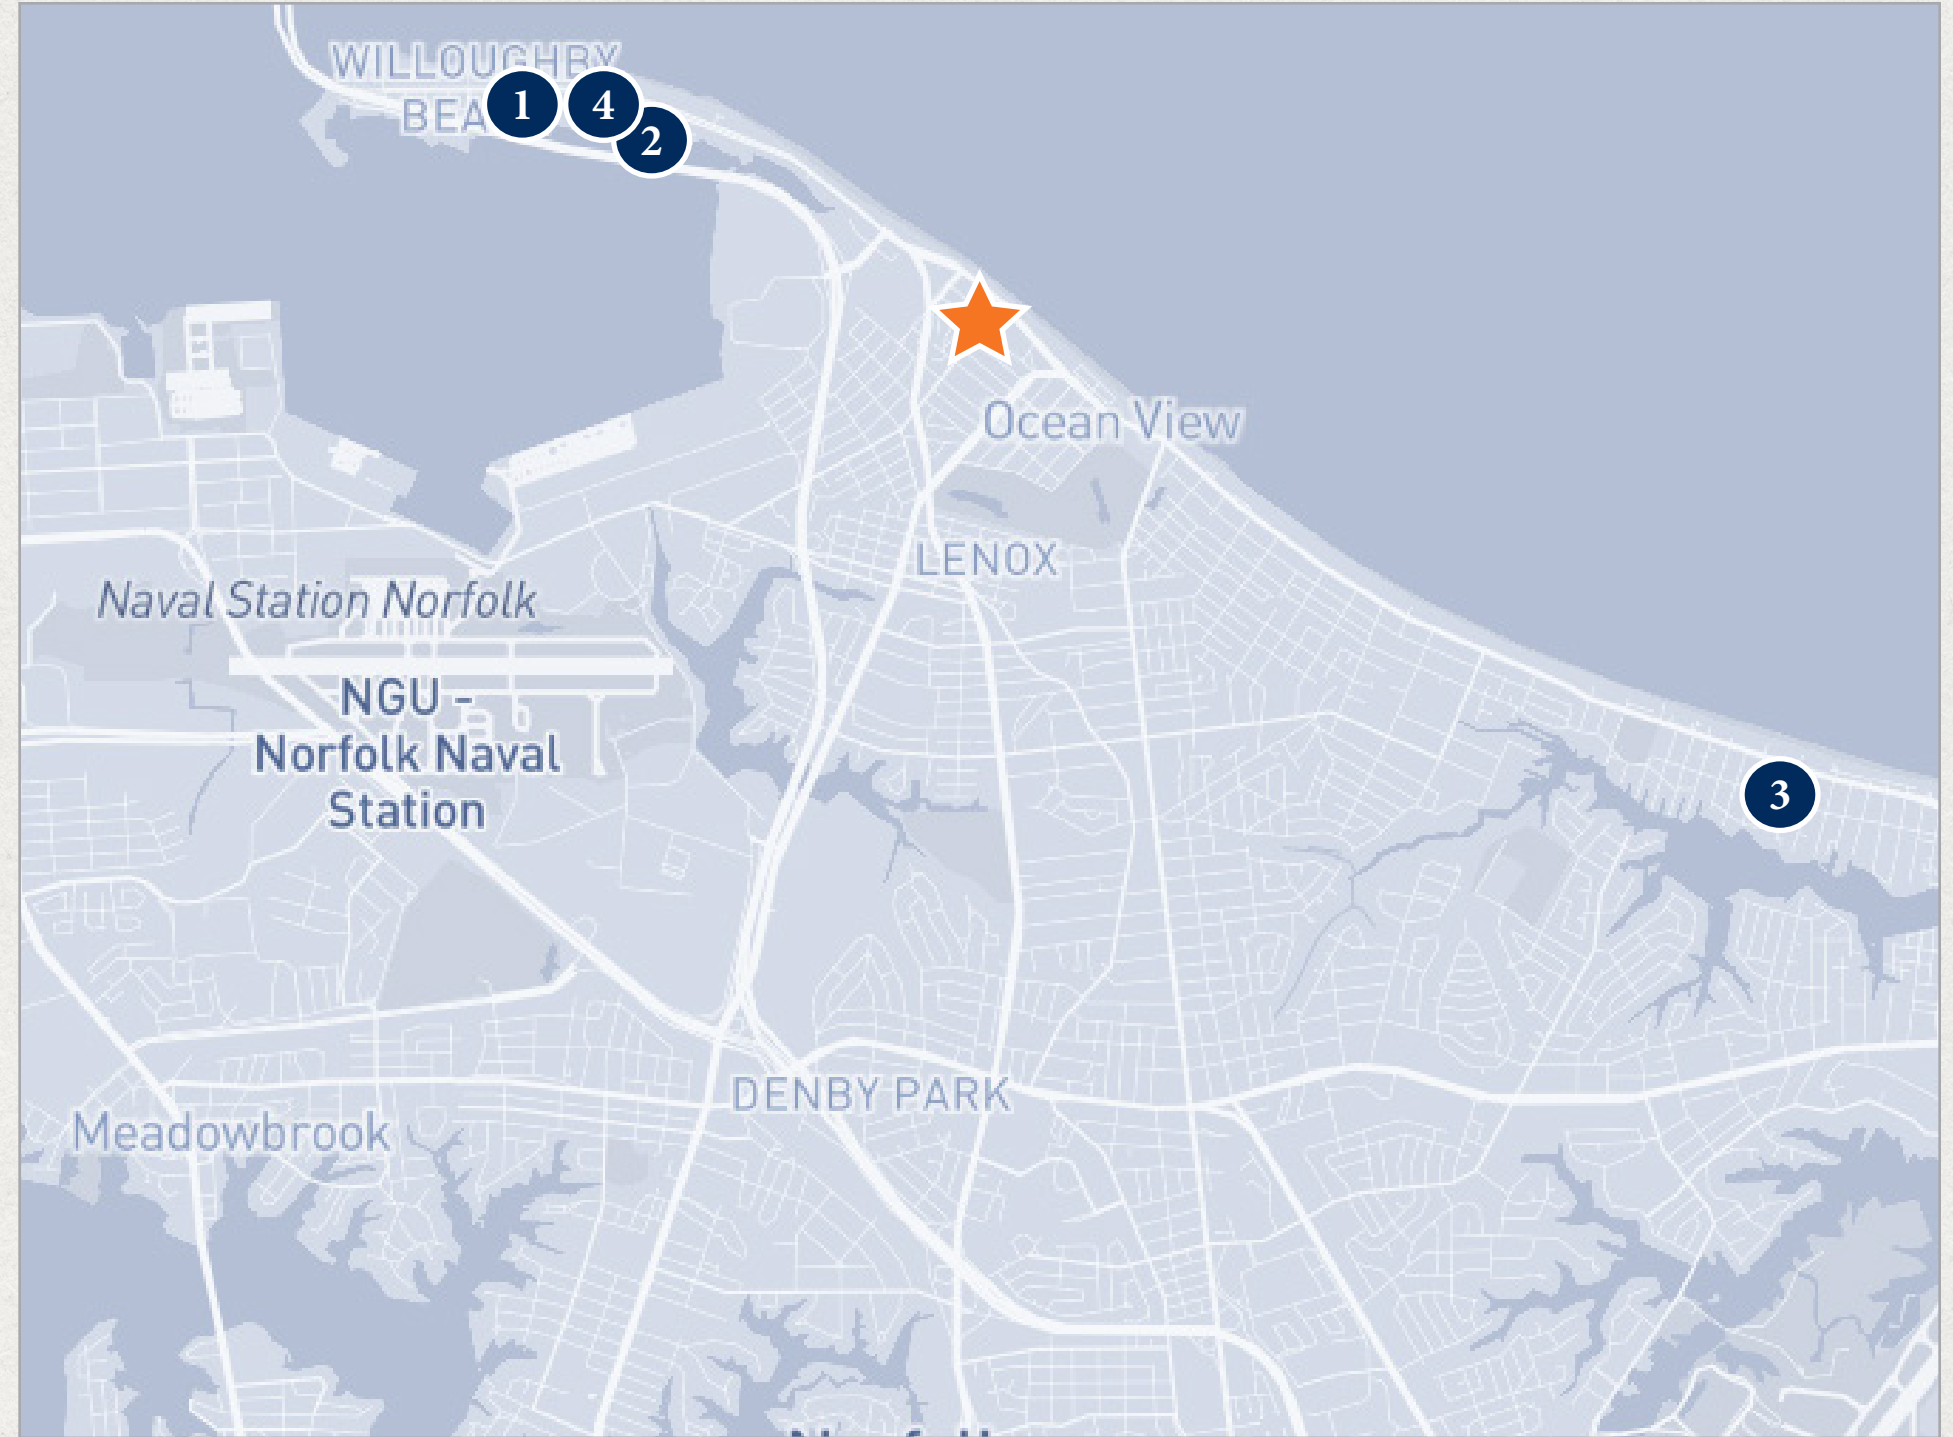 WILLOUGHBY
BEA
1
4
2
Ocean View
LENOX
Naval Station Norfolk
NGU -
Norfolk Naval
Station
3
DENBY PARK
Meadowbrook